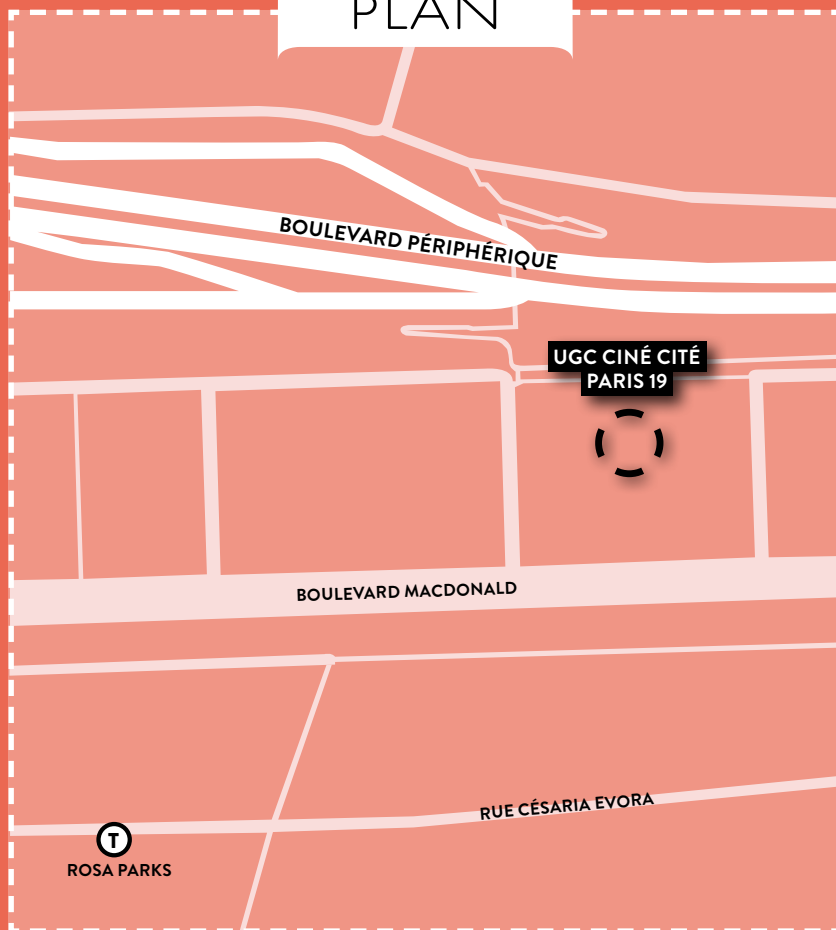 PLAN
BOULEVARD PÉRIPHÉRIQUE
UGC CINÉ CITÉ
PARIS 19
BOULEVARD MACDONALD
RUE CÉSARIA EVORA
T
ROSA PARKS